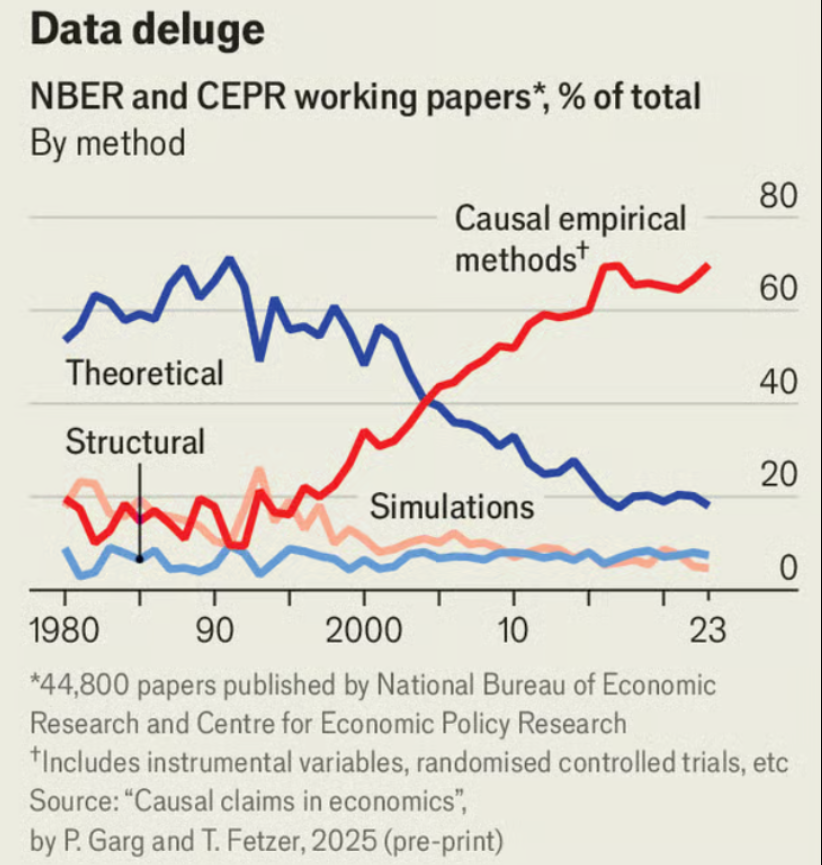 Data deluge
NBER and CEPR working papers*, % of total
By method
80
Causal empirical
methods†
60
Theoretical
40
Structural
20
Simulations
0
1980 90 2000 10 23
*44,800 papers published by National Bureau of Economic
Research and Centre for Economic Policy Research
†Includes instrumental variables, randomised controlled trials, etc
Source: “Causal claims in economics”,
by P. Garg and T. Fetzer, 2025 (pre-print)